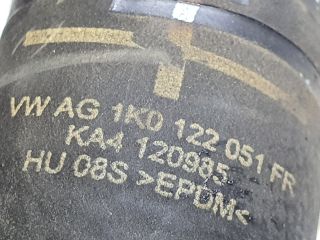 VW AG 1K0 122 051 FR
KA4 120985
HU 08S >EPDM<